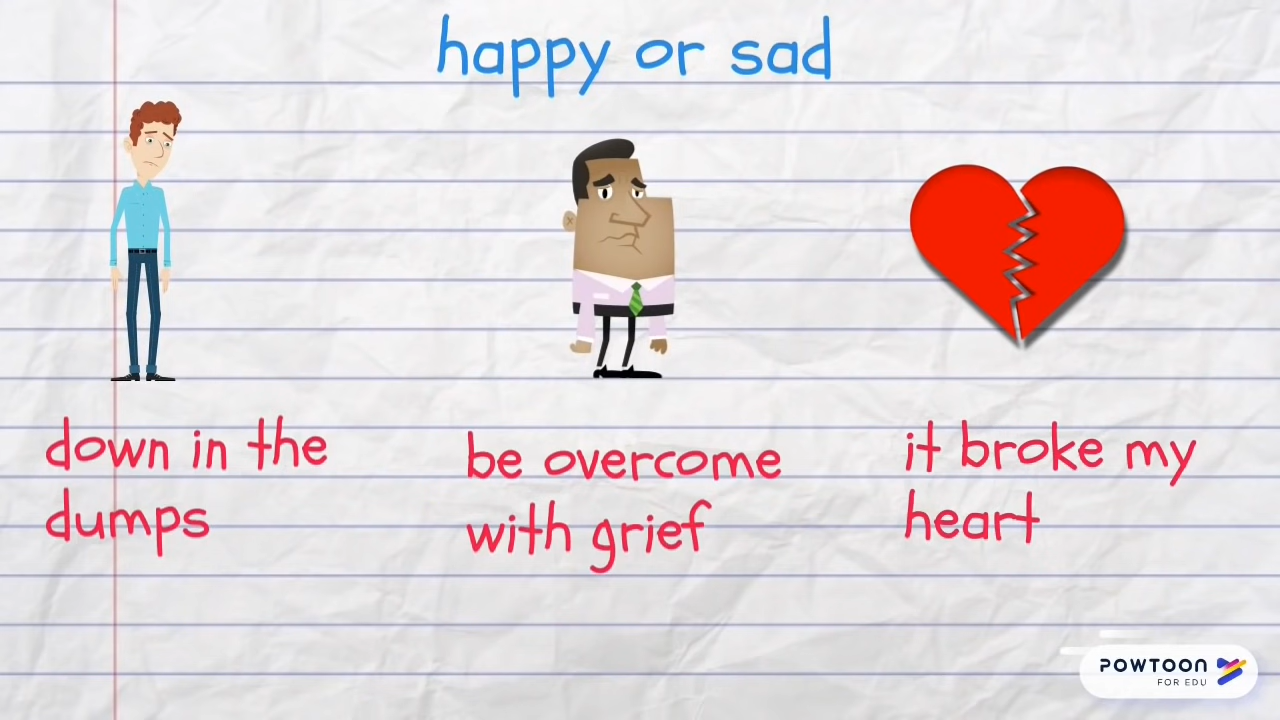 happy or sad
down in the
dumps
be overcome
with grief
it broke my
heart
POWTOON
FOR EDU